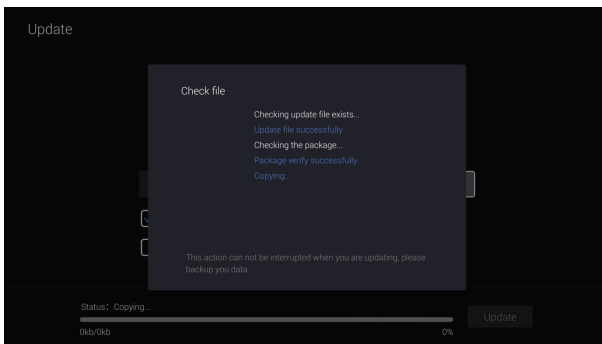 Update
Check file
Checking update file exists...
Update file successfully
Checking the package...
Package verify successfully
Copying...
This action can not be interrupted when you are updating, please
backup you data.
Status: Copying...
Update
0kb/0kb
0%